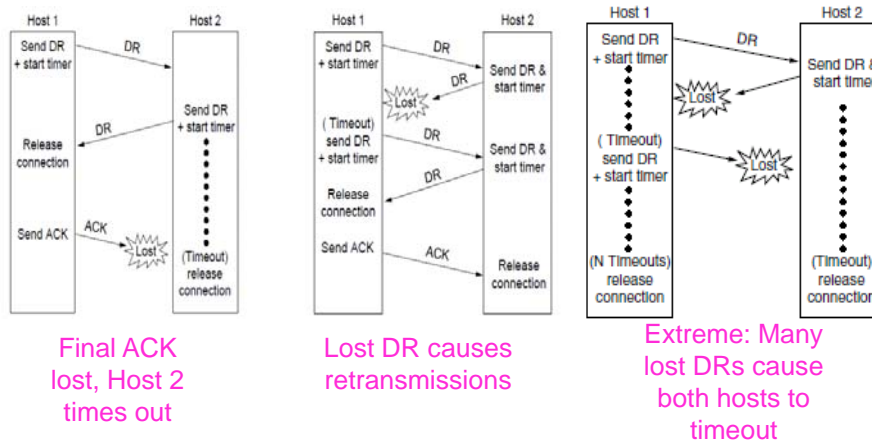 Host 1
Host 2
Send DR
+ start timer
DR
Send DR
+ start timer
DR
Release
connection
Send ACK
ACK
Lost
(Timeout)
release
connection
Final ACK
lost, Host 2
times out
Host 1
Host 2
Send DR
+ start timer
DR
Send DR &
start timer
DR
Lost
( Timeout)
send DR
+ start timer
DR
Send DR &
start timer
DR
Release
connection
Send ACK
ACK
Release
connection
Lost DR causes
retransmissions
Host 1
Host 2
Send DR
+ start timer
DR
Send DR &
start timer
Lost
( Timeout)
send DR
+ start timer
Lost
(N Timeouts)
release
connection
(Timeout)
release
connection
Extreme: Many
lost DRs cause
both hosts to
timeout